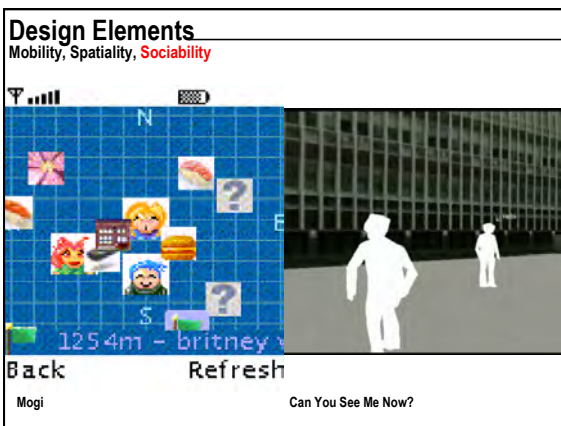 Design Elements
Mobility, Spatiality, Sociability
N
?
E
?
S
1254m - britney
Back Refresh
Mogi
Can You See Me Now?